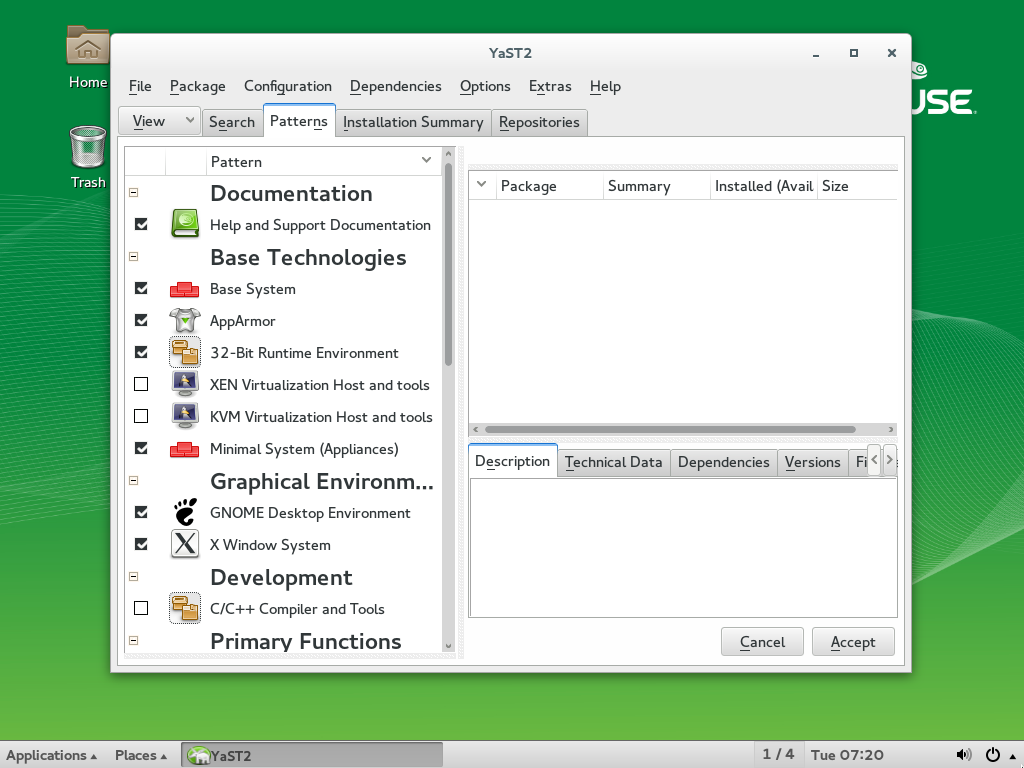 Home
Trash
YaST2
File Package Configuration Dependencies Options Extras Help
View Search Patterns Installation Summary Repositories
Pattern
Documentation
Help and Support Documentation
Base Technologies
Base System
AppArmor
32-Bit Runtime Environment
XEN Virtualization Host and tools
KVM Virtualization Host and tools
Minimal System (Appliances)
Graphical Environm...
GNOME Desktop Environment
X Window System
Development
C/C++ Compiler and Tools
Primary Functions
Package Summary Installed (Avail Size
Description Technical Data Dependencies Versions
Cancel Accept
USE
Applications Places YaST2 1 / 4 Tue 07:20